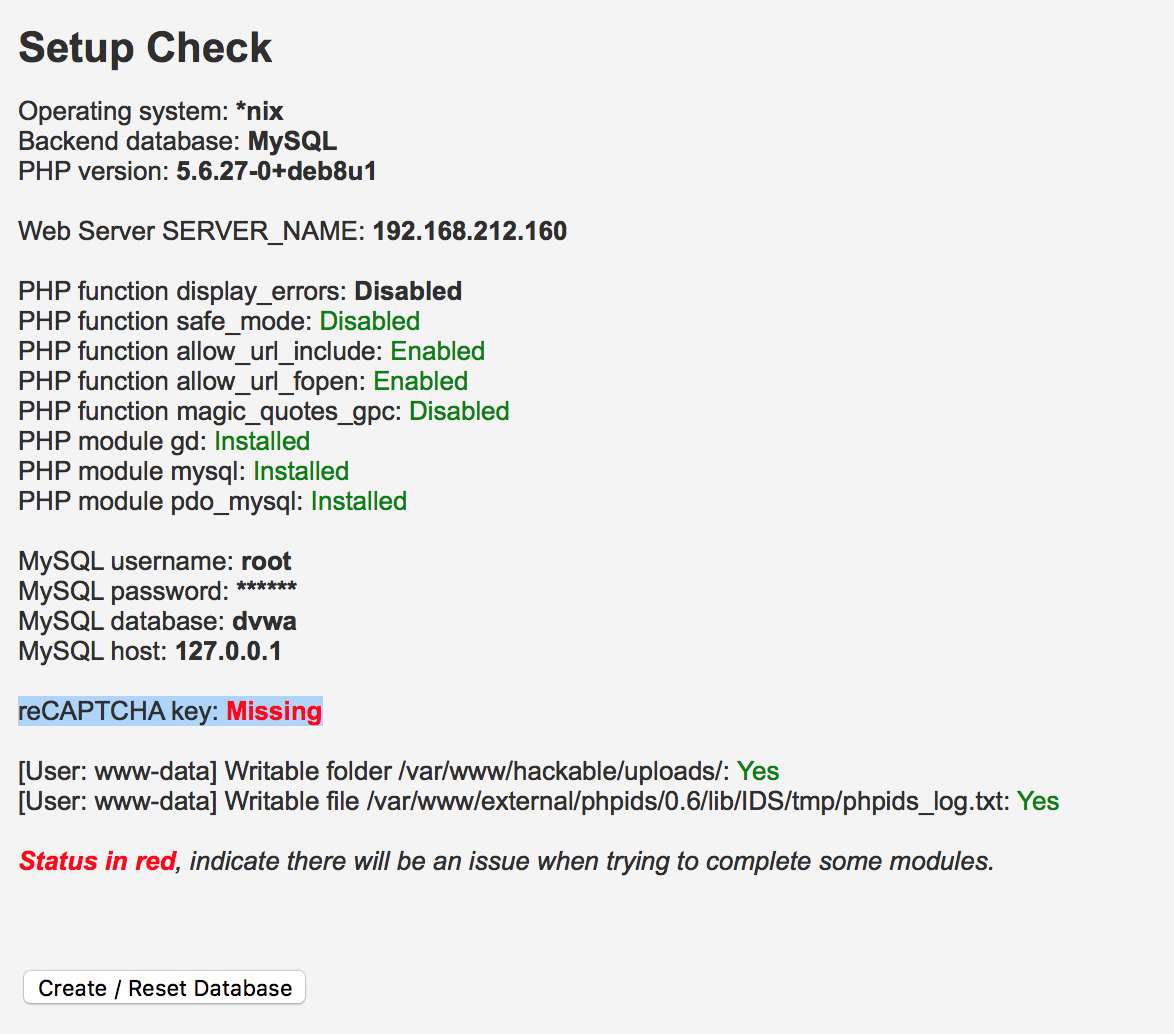 Setup Check
Operating system: *nix
Backend database: MySQL
PHP version: 5.6.27-0+deb8u1
Web Server SERVER_NAME: 192.168.212.160
PHP function display_errors: Disabled
PHP function safe_mode: Disabled
PHP function allow_url_include: Enabled
PHP function allow_url_fopen: Enabled
PHP function magic_quotes_gpc: Disabled
PHP module gd: Installed
PHP module mysql: Installed
PHP module pdo_mysql: Installed
MySQL username: root
MySQL password: ******
MySQL database: dvwa
MySQL host: 127.0.0.1
reCAPTCHA key: Missing
[User: www-data] Writable folder /var/www/hackable/uploads/: Yes
[User: www-data] Writable file /var/www/external/phpids/0.6/lib/IDS/tmp/phpids_log.txt: Yes
Status in red, indicate there will be an issue when trying to complete some modules.
Create / Reset Database